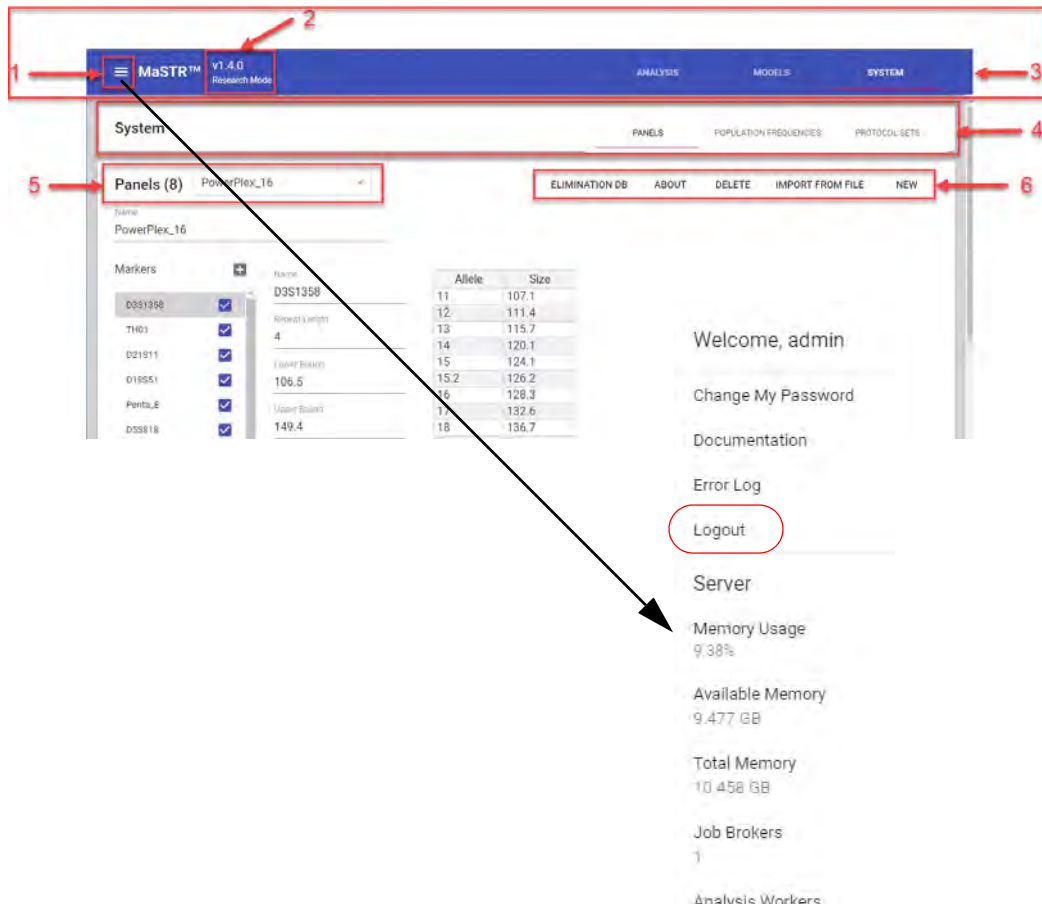 2
1
≡ MaSTR™ v1.4.0
Research Mode
ANALYSIS MODELS SYSTEM
3
System PANELS POPULATION FREQUENCIES PROTOCOL SETS
4
5
Panels (8) PowerPlex_16
ELIMINATION DB ABOUT DELETE IMPORT FROM FILE NEW
6
Name
PowerPlex_16
Markers
D3S1358
TH01
D21S11
D18S51
Penta_E
D5S818
Name
D3S1358
Repeat Length
4
Lower Bound
106.5
Upper Bound
149.4
Allele Size
11 107.1
12 111.4
13 115.7
14 120.1
15 124.1
15.2 126.2
16 128.3
17 132.6
18 136.7
Welcome, admin
Change My Password
Documentation
Error Log
Logout
Server
Memory Usage
9.38%
Available Memory
9.477 GB
Total Memory
10.458 GB
Job Brokers
1
Analysis Workers